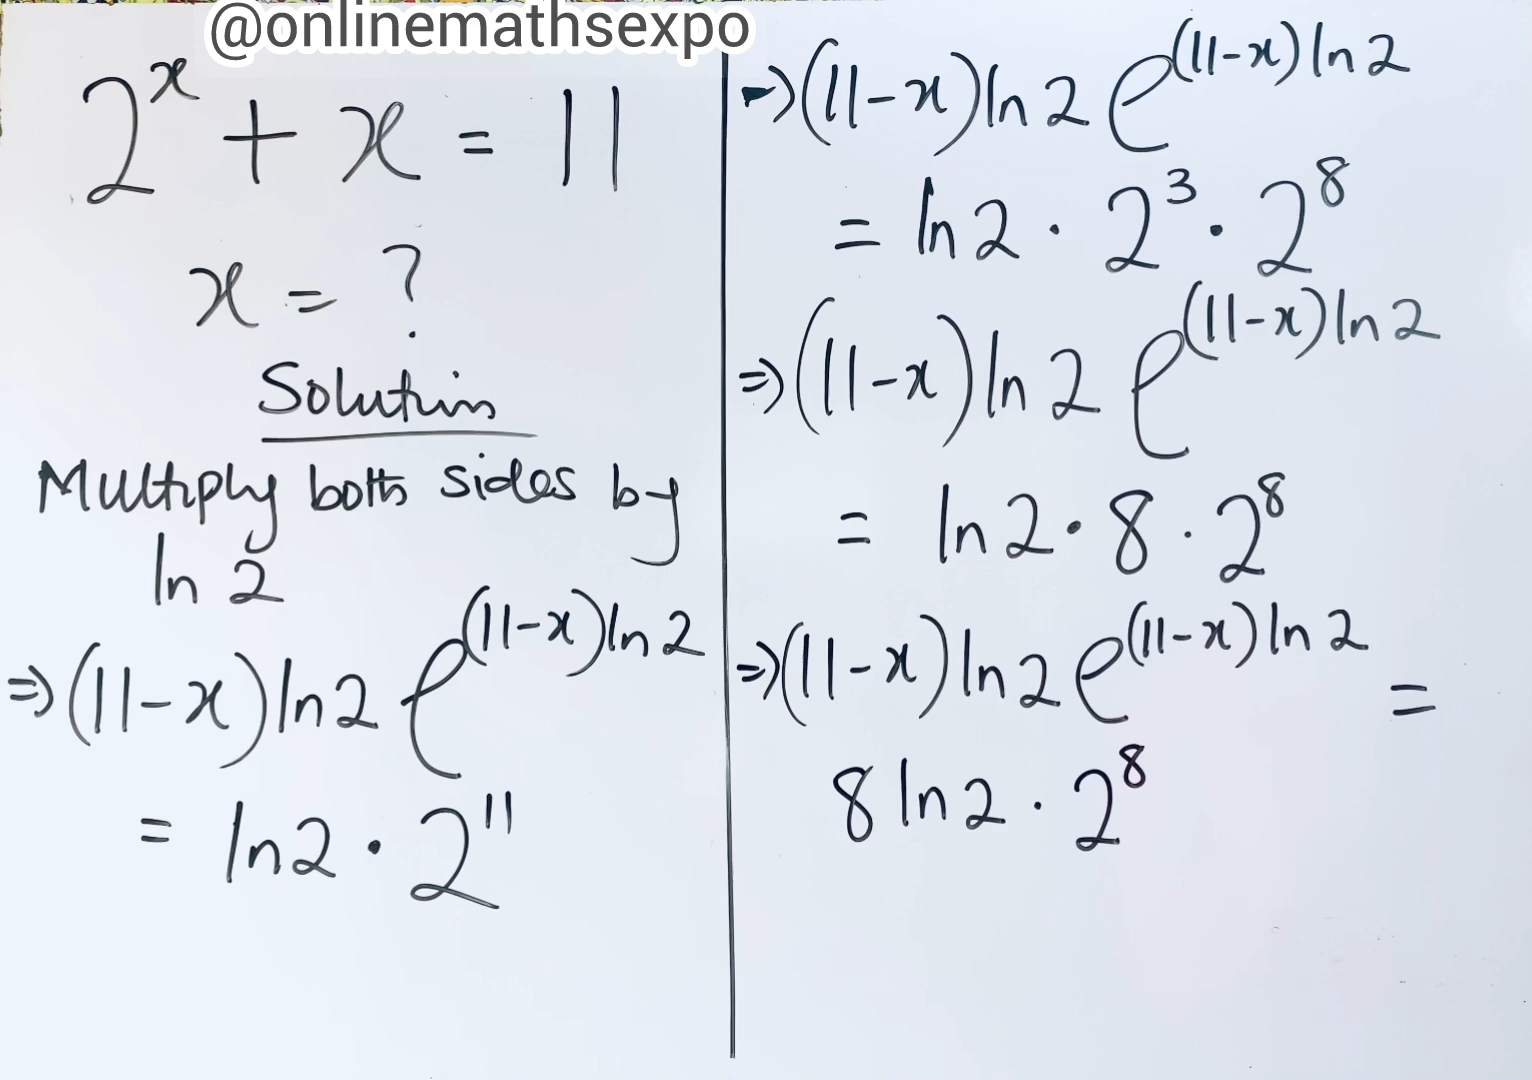 @onlinemathsexpo
2^x + x = 11
x = ?
Solution
Multiply both sides by
ln 2
⇒ (11-x) ln 2 e^{(11-x) ln 2}
= ln 2 · 2^11
⇒ (11-x) ln 2 e^{(11-x) ln 2}
= ln 2 · 2^3 · 2^8
⇒ (11-x) ln 2 e^{(11-x) ln 2}
= ln 2 · 8 · 2^8
⇒ (11-x) ln 2 e^{(11-x) ln 2} =
8 ln 2 · 2^8